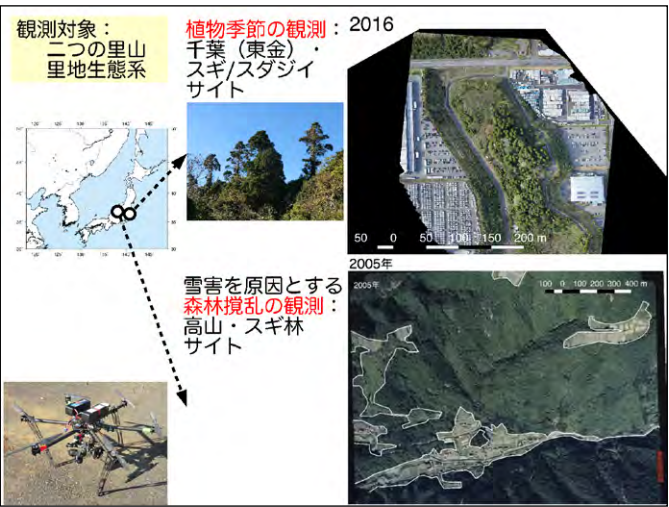 観測対象：
二つの里山
里地生態系
植物季節の観測：
千葉（東金）・
スギ/スダジイ
サイト
2016
50 0 50 100 150 200 m
雪害を原因とする
森林撹乱の観測：
高山・スギ林
サイト
2005年
2005年
100 0 100 200 300 400 m